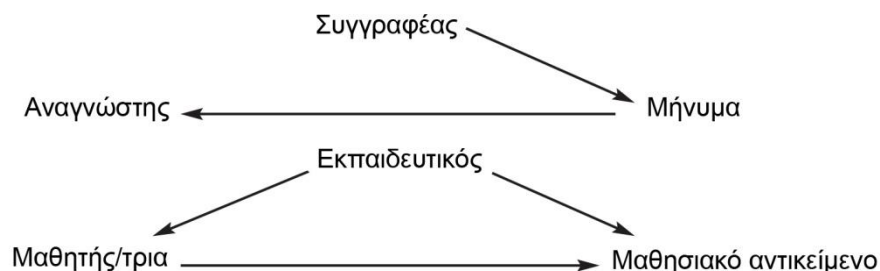 Συγγραφέας
Αναγνώστης Μήνυμα
Εκπαιδευτικός
Μαθητής/τρια Μαθησιακό αντικείμενο